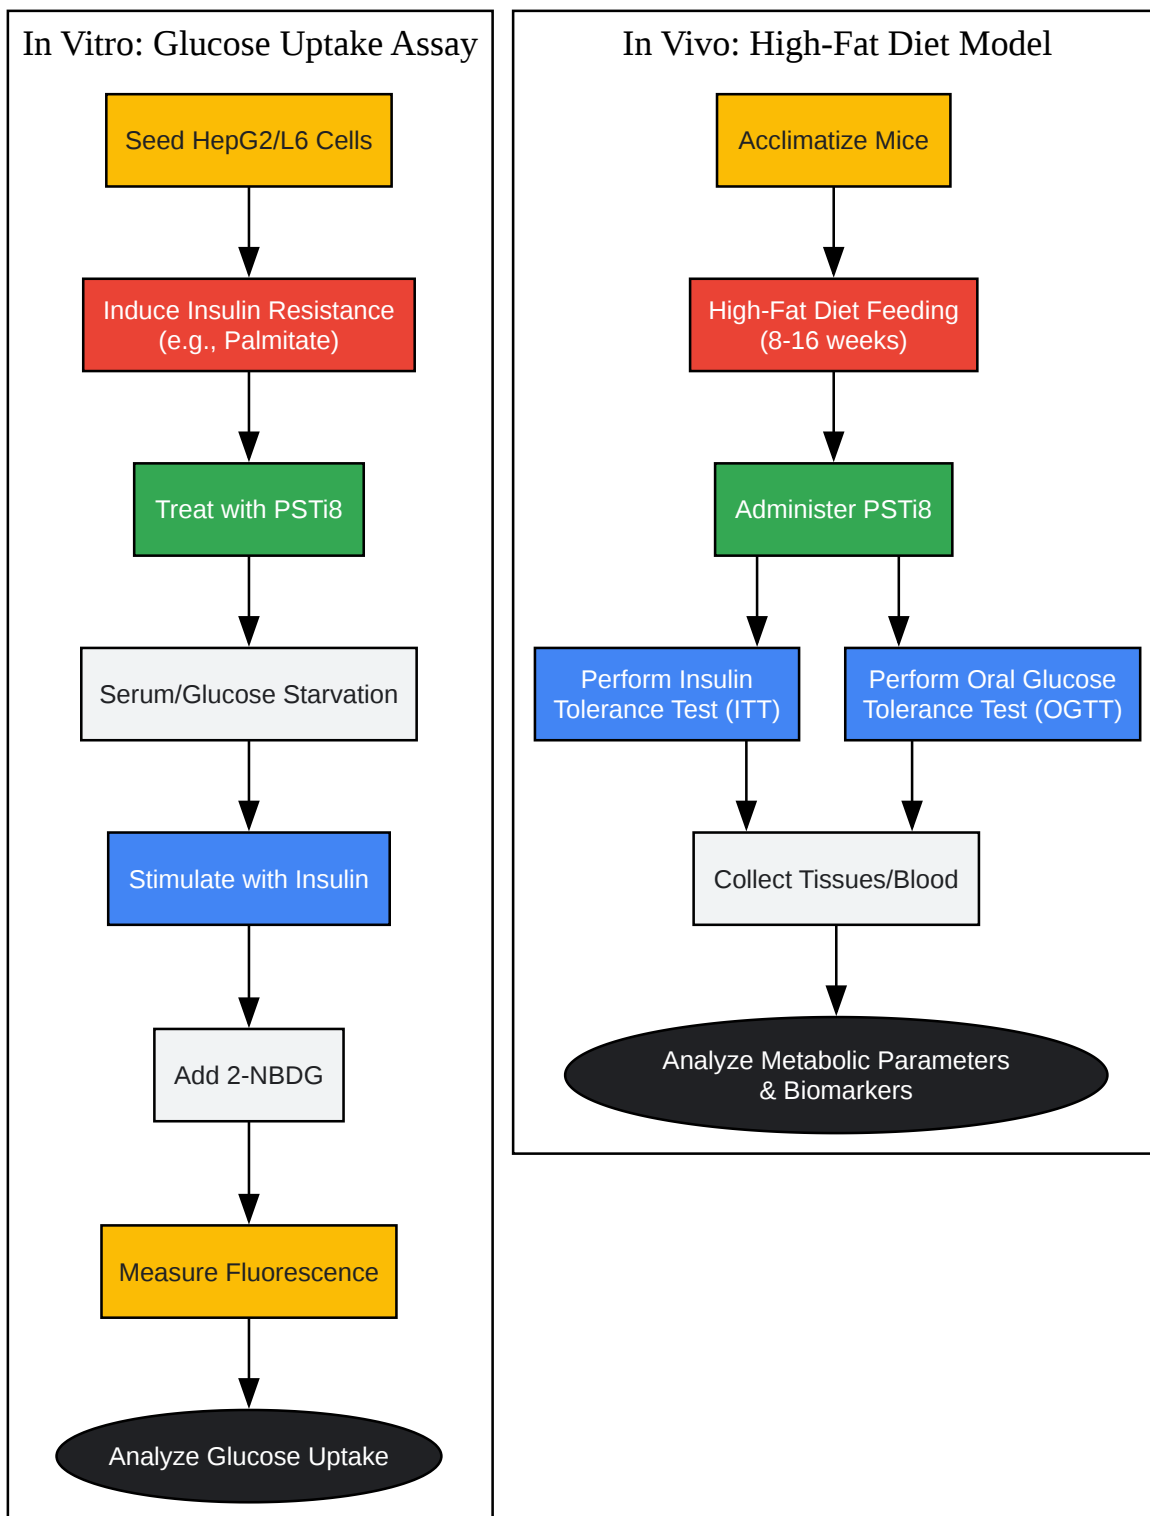 In Vitro: Glucose Uptake Assay
Seed HepG2/L6 Cells
Induce Insulin Resistance
(e.g., Palmitate)
Treat with PSTi8
Serum/Glucose Starvation
Stimulate with Insulin
Add 2-NBDG
Measure Fluorescence
Analyze Glucose Uptake
In Vivo: High-Fat Diet Model
Acclimatize Mice
High-Fat Diet Feeding
(8-16 weeks)
Administer PSTi8
Perform Insulin
Tolerance Test (ITT)
Perform Oral Glucose
Tolerance Test (OGTT)
Collect Tissues/Blood
Analyze Metabolic Parameters
& Biomarkers